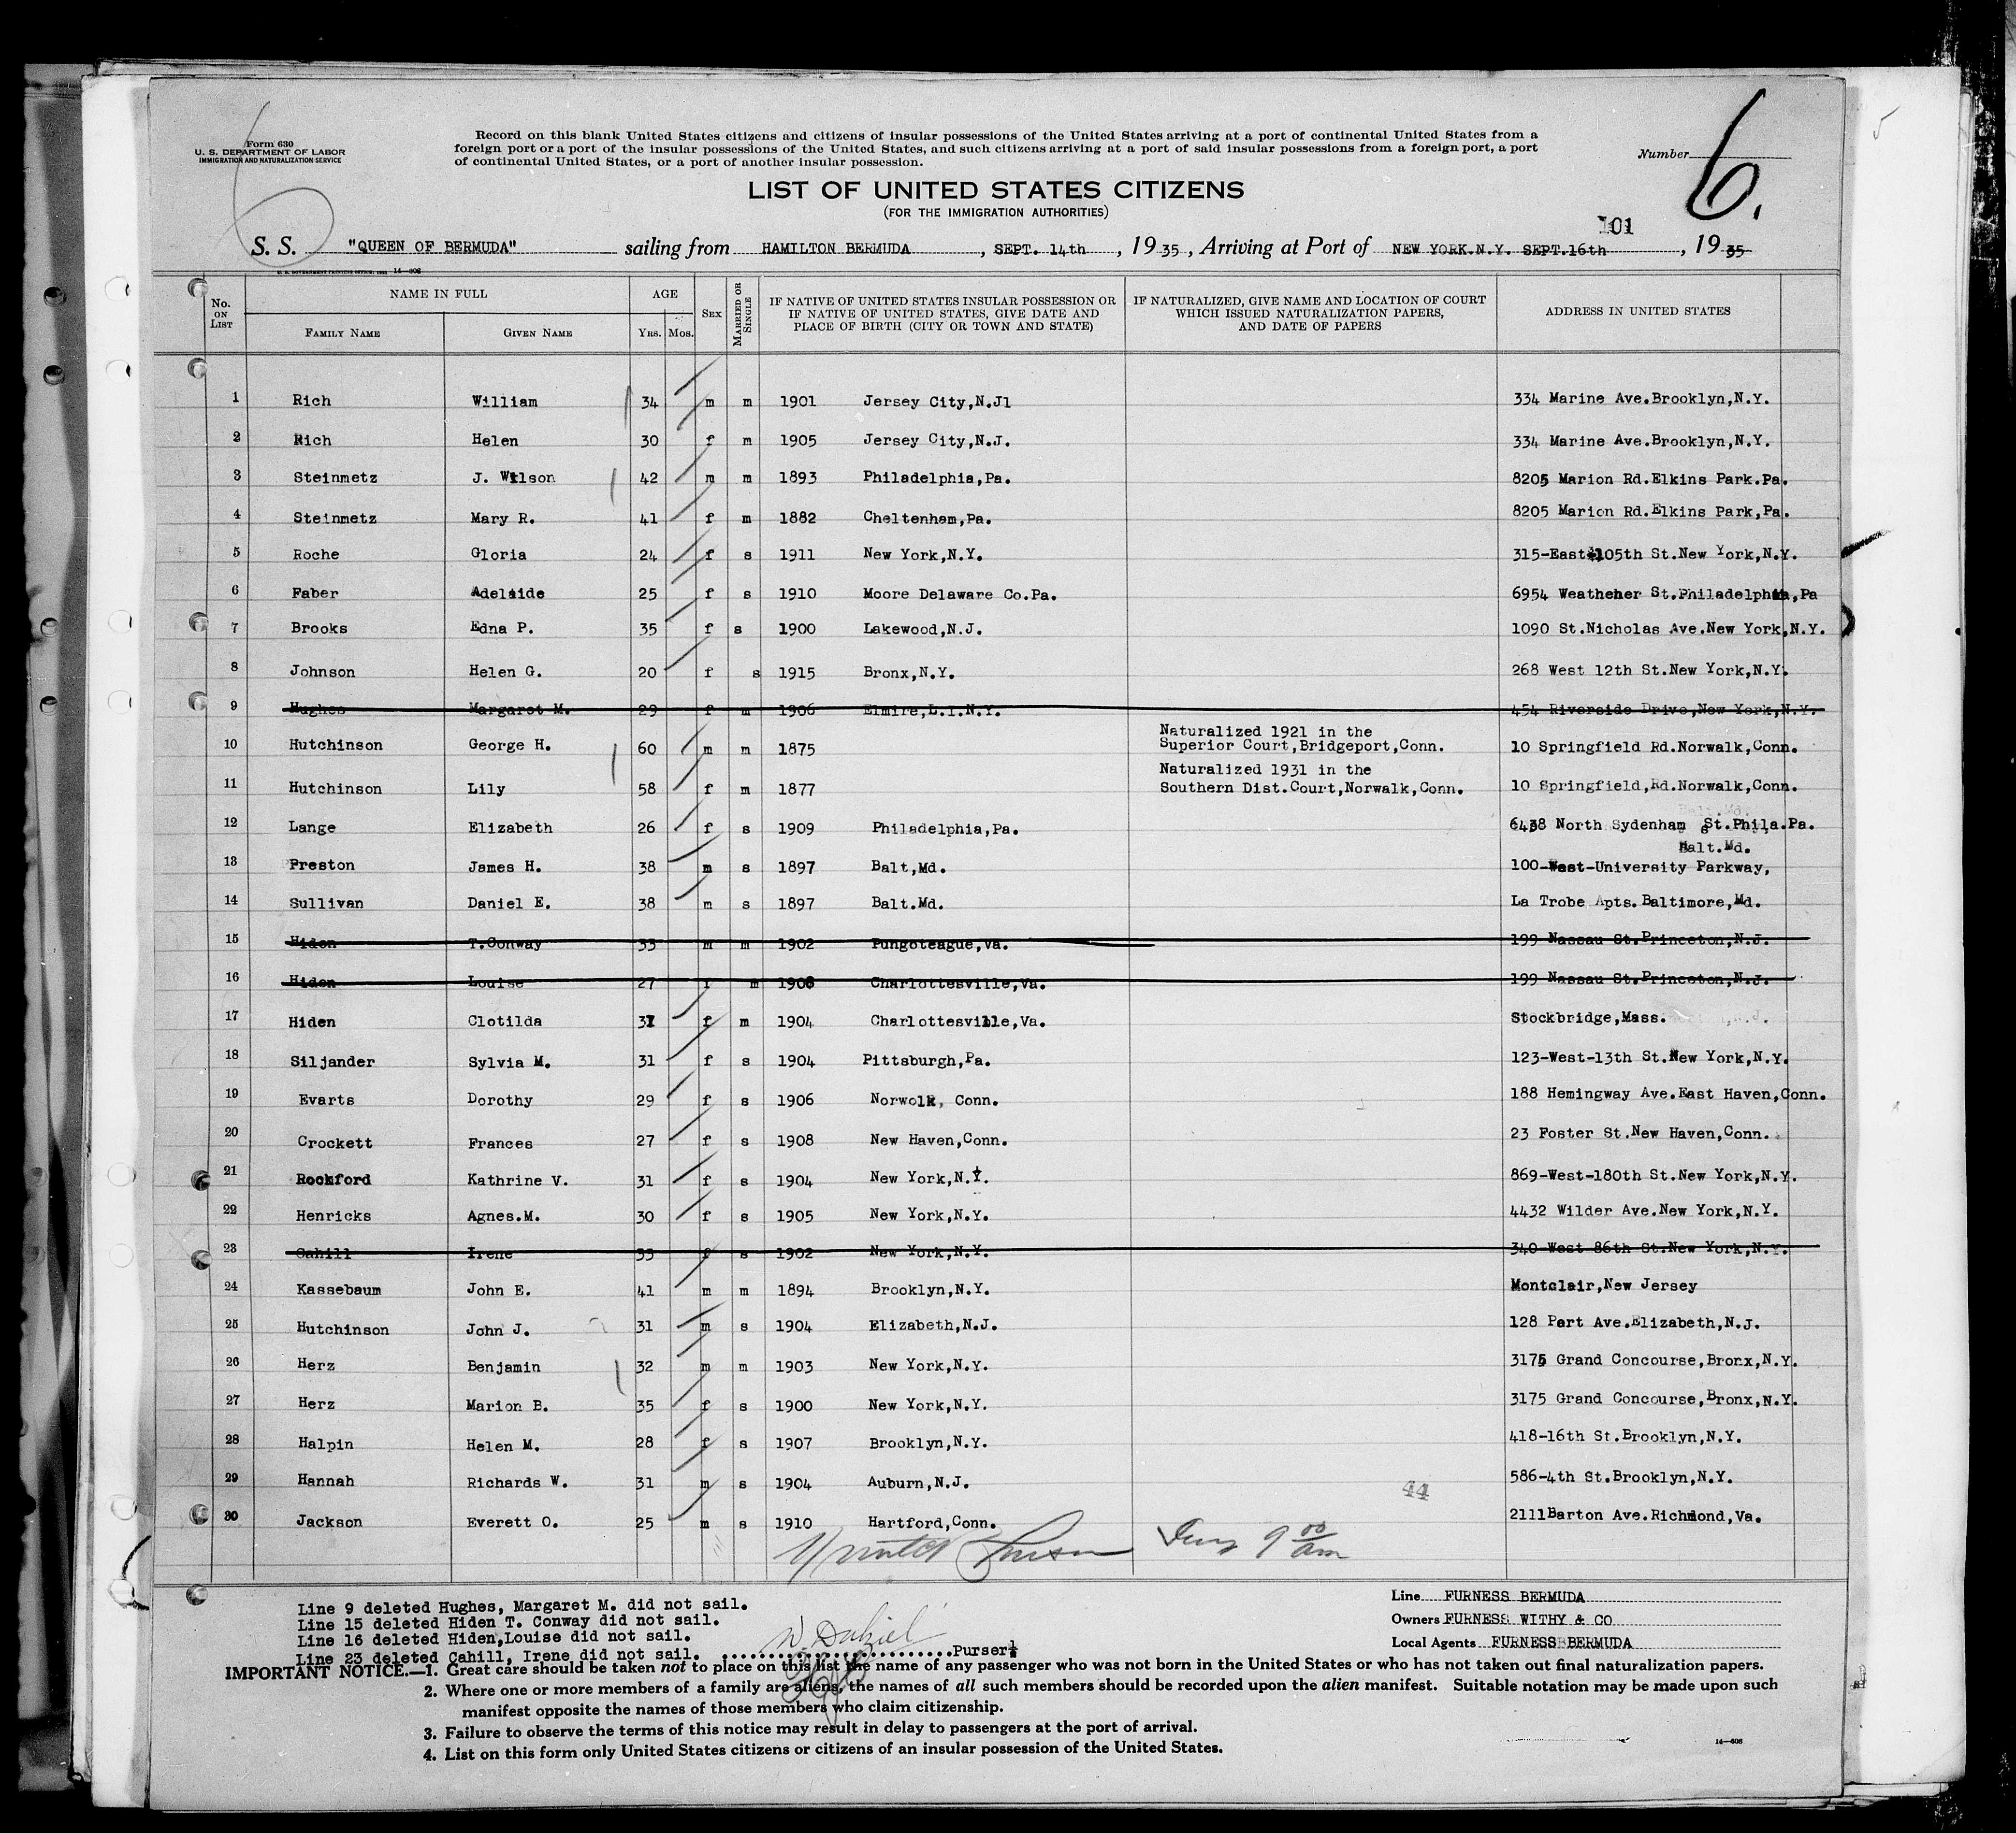 Form 630
U. S. DEPARTMENT OF LABOR
IMMIGRATION AND NATURALIZATION SERVICE
Record on this blank United States citizens and citizens of insular possessions of the United States arriving at a port of continental United States from a
foreign port or a port of the insular possessions of the United States, and such citizens arriving at a port of said insular possessions from a foreign port, a port
of continental United States, or a port of another insular possession.
Number 6.
LIST OF UNITED STATES CITIZENS
(FOR THE IMMIGRATION AUTHORITIES)
101
S. S. "QUEEN OF BERMUDA" sailing from HAMILTON BERMUDA, SEPT. 14th, 1935, Arriving at Port of NEW YORK.N.Y. SEPT.16th, 1935
No. ON LIST NAME IN FULL FAMILY NAME GIVEN NAME AGE YRS. MOS. SEX MARRIED OR SINGLE IF NATIVE OF UNITED STATES INSULAR POSSESSION OR IF NATIVE OF UNITED STATES, GIVE DATE AND PLACE OF BIRTH (CITY OR TOWN AND STATE) IF NATURALIZED, GIVE NAME AND LOCATION OF COURT WHICH ISSUED NATURALIZATION PAPERS, AND DATE OF PAPERS ADDRESS IN UNITED STATES
1 Rich William 34 m m 1901 Jersey City,N.J1 334 Marine Ave.Brooklyn,N.Y.
2 Rich Helen 30 f m 1905 Jersey City,N.J. 334 Marine Ave.Brooklyn,N.Y.
3 Steinmetz J. Wilson 42 m m 1893 Philadelphia,Pa. 8205 Marion Rd.Elkins Park.Pa.
4 Steinmetz Mary R. 41 f m 1882 Cheltenham,Pa. 8205 Marion Rd.Elkins Park,Pa.
5 Roche Gloria 24 f s 1911 New York,N.Y. 315-East-105th St.New York,N.Y.
6 Faber Adelaide 25 f s 1910 Moore Delaware Co.Pa. 6954 Weathener St.Philadelphia,Pa
7 Brooks Edna P. 35 f s 1900 Lakewood,N.J. 1090 St.Nicholas Ave.New York,N.Y.
8 Johnson Helen G. 20 f s 1915 Bronx,N.Y. 268 West 12th St.New York,N.Y.
9 Hughes Margaret M. 29 f m 1906 Elmire,L.I.N.Y. 454 Riverside Drive,New York,N.Y.
10 Hutchinson George H. 60 m m 1875 Naturalized 1921 in the Superior Court,Bridgeport,Conn. 10 Springfield Rd.Norwalk,Conn.
11 Hutchinson Lily 58 f m 1877 Naturalized 1931 in the Southern Dist.Court,Norwalk,Conn. 10 Springfield,Rd.Norwalk,Conn.
12 Lange Elizabeth 26 f s 1909 Philadelphia,Pa. 6438 North Sydenham St.Phila.Pa.
13 Preston James H. 38 m s 1897 Balt,Md. 100-West-University Parkway, Balt.Md.
14 Sullivan Daniel E. 38 m s 1897 Balt.Md. La Trobe Apts.Baltimore,Md.
15 Hiden T.Conway 33 m m 1902 Pungoteague,Va. 199 Nassau St.Princeton,N.J.
16 Hiden Louise 27 f m 1908 Charlottesville,Va. 199 Nassau St.Princeton,N.J.
17 Hiden Clotilda 31 f m 1904 Charlottesville,Va. Stockbridge,Mass.
18 Siljander Sylvia M. 31 f s 1904 Pittsburgh,Pa. 123-West-13th St.New York,N.Y.
19 Evarts Dorothy 29 f s 1906 Norwolk, Conn. 188 Hemingway Ave.East Haven,Conn.
20 Crockett Frances 27 f s 1908 New Haven,Conn. 23 Foster St.New Haven,Conn.
21 Rockford Kathrine V. 31 f s 1904 New York,N.Y. 869-West-180th St.New York,N.Y.
22 Henricks Agnes.M. 30 f s 1905 New York,N.Y. 4432 Wilder Ave.New York,N.Y.
23 Cahill Irene 33 f s 1902 New York,N.Y. 340 West 86th St.New York,N.Y.
24 Kassebaum John E. 41 m m 1894 Brooklyn,N.Y. Montclair,New Jersey
25 Hutchinson John J. 31 m s 1904 Elizabeth,N.J. 128 Part Ave.Elizabeth,N.J.
26 Herz Benjamin 32 m m 1903 New York,N.Y. 3175 Grand Concourse,Bronx,N.Y.
27 Herz Marion B. 35 f s 1900 New York,N.Y. 3175 Grand Concourse,Bronx,N.Y.
28 Halpin Helen M. 28 f s 1907 Brooklyn,N.Y. 418-16th St.Brooklyn,N.Y.
29 Hannah Richards W. 31 m s 1904 Auburn,N.J. 586-4th St.Brooklyn,N.Y.
44
30 Jackson Everett O. 25 m s 1910 Hartford,Conn. 2111Barton Ave.Richmond,Va.
9 00 am
Line 9 deleted Hughes, Margaret M. did not sail.
Line 15 deleted Hiden T. Conway did not sail.
Line 16 deleted Hiden,Louise did not sail.
Line 23 deleted Cahill, Irene did not sail.
Purser
Line FURNESS BERMUDA
Owners FURNESS WITHY & CO
Local Agents FURNESS BERMUDA
IMPORTANT NOTICE.—1. Great care should be taken not to place on this list the name of any passenger who was not born in the United States or who has not taken out final naturalization papers.
2. Where one or more members of a family are aliens, the names of all such members should be recorded upon the alien manifest. Suitable notation may be made upon such
manifest opposite the names of those members who claim citizenship.
3. Failure to observe the terms of this notice may result in delay to passengers at the port of arrival.
4. List on this form only United States citizens or citizens of an insular possession of the United States.
14—608